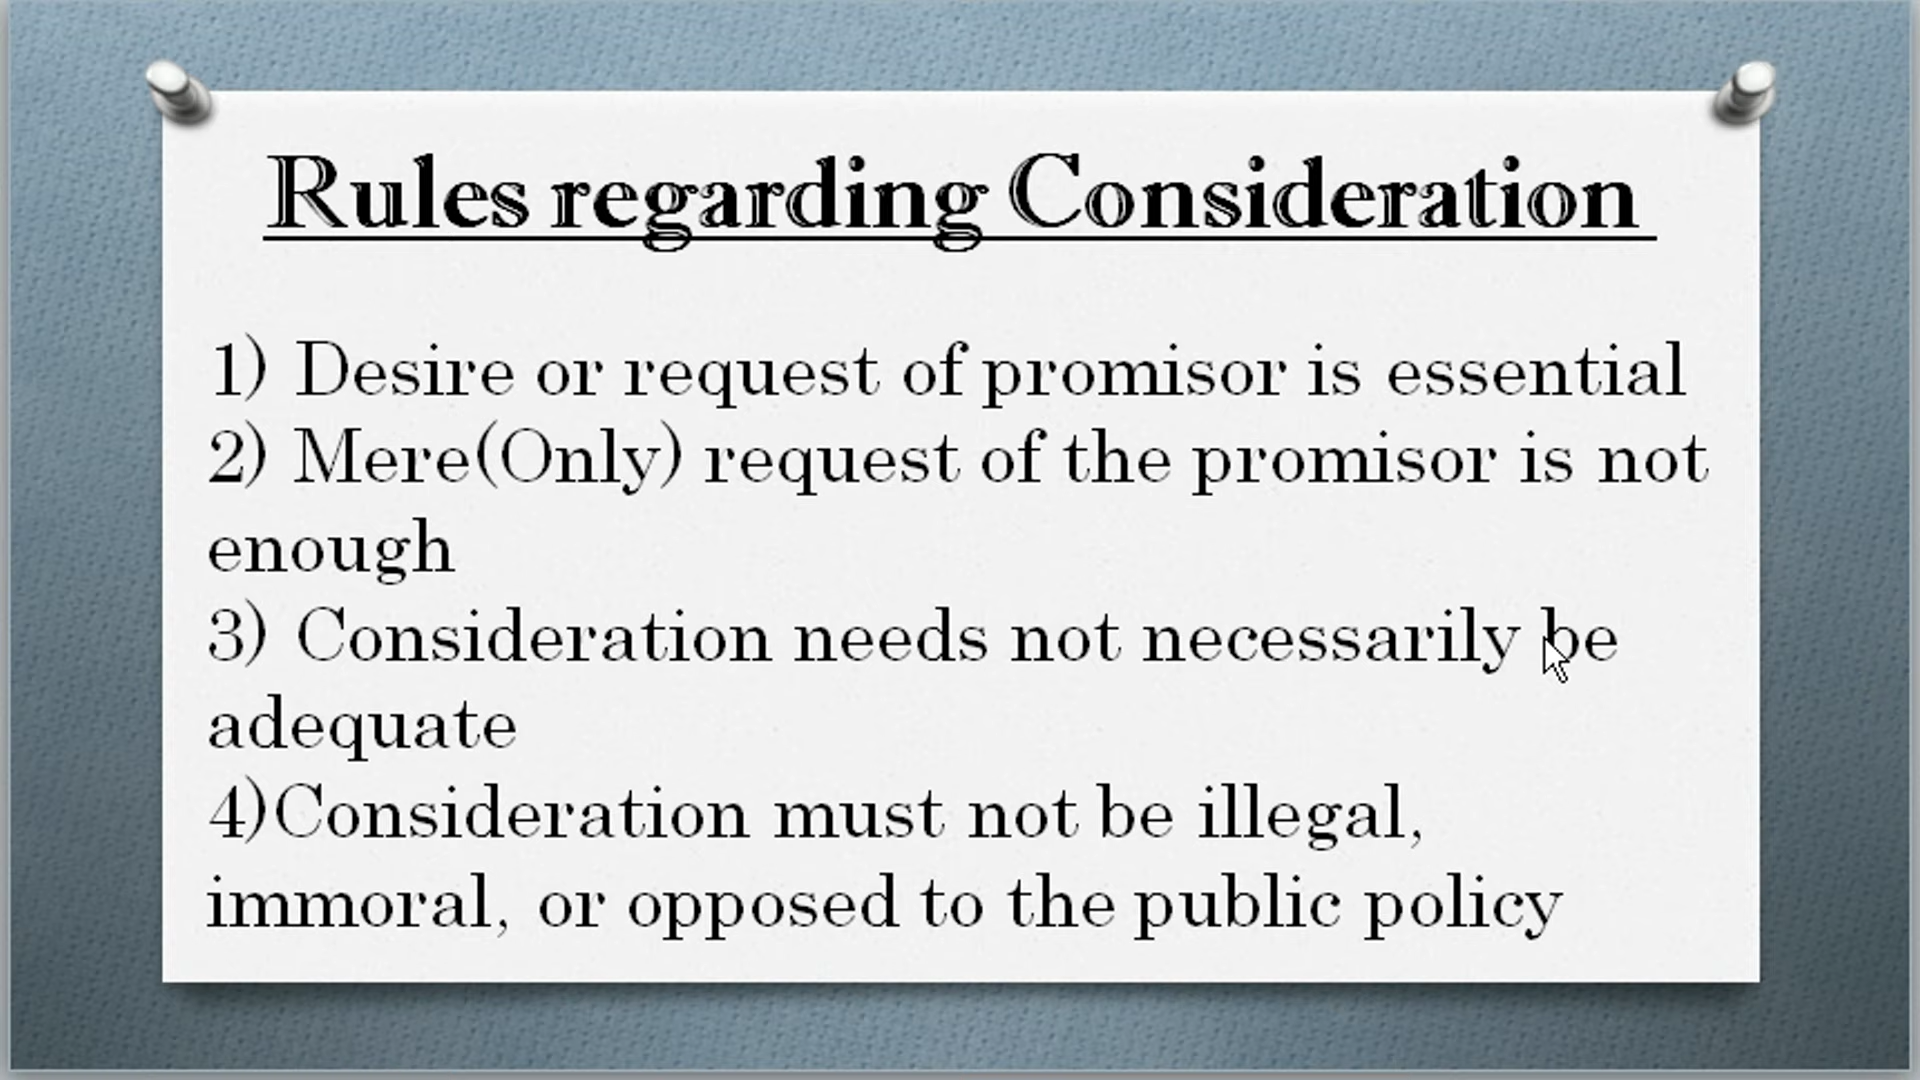 Rules regarding Consideration
1) Desire or request of promisor is essential
2) Mere(Only) request of the promisor is not
enough
3) Consideration needs not necessarily be
adequate
4)Consideration must not be illegal,
immoral, or opposed to the public policy